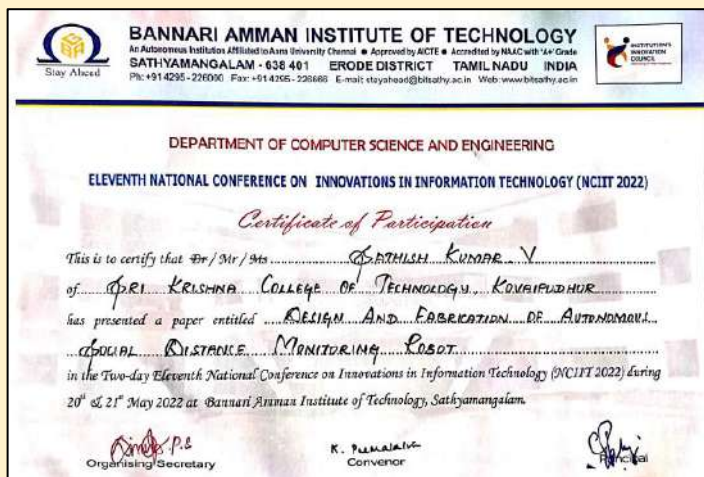 BANNARI AMMAN INSTITUTE OF TECHNOLOGY
An Autonomous Institution Affiliated to Anna University Chennai • Approved by AICTE • Accredited by NAAC with 'A+' Grade
SATHYAMANGALAM - 638 401 ERODE DISTRICT TAMIL NADU INDIA
Ph: +91 4295 - 226000 Fax: +91 4295 - 226666 E-mail: stayahead@bitsathy.ac.in Web: www.bitsathy.ac.in
Stay Ahead
INSTITUTION'S
INNOVATION
COUNCIL
DEPARTMENT OF COMPUTER SCIENCE AND ENGINEERING
ELEVENTH NATIONAL CONFERENCE ON INNOVATIONS IN INFORMATION TECHNOLOGY (NCIIT 2022)
Certificate of Participation
This is to certify that Dr / Mr / Ms SATHISH KUMAR. V
of SRI KRISHNA COLLEGE OF TECHNOLOGY, KOVAIPUDHUR
has presented a paper entitled DESIGN AND FABRICATION OF AUTONOMOUS
SOCIAL DISTANCE MONITORING ROBOT
in the Two-day Eleventh National Conference on Innovations in Information Technology (NCIIT 2022) during
20th & 21st May 2022 at Bannari Amman Institute of Technology, Sathyamangalam.
Organising Secretary
Convenor
Principal